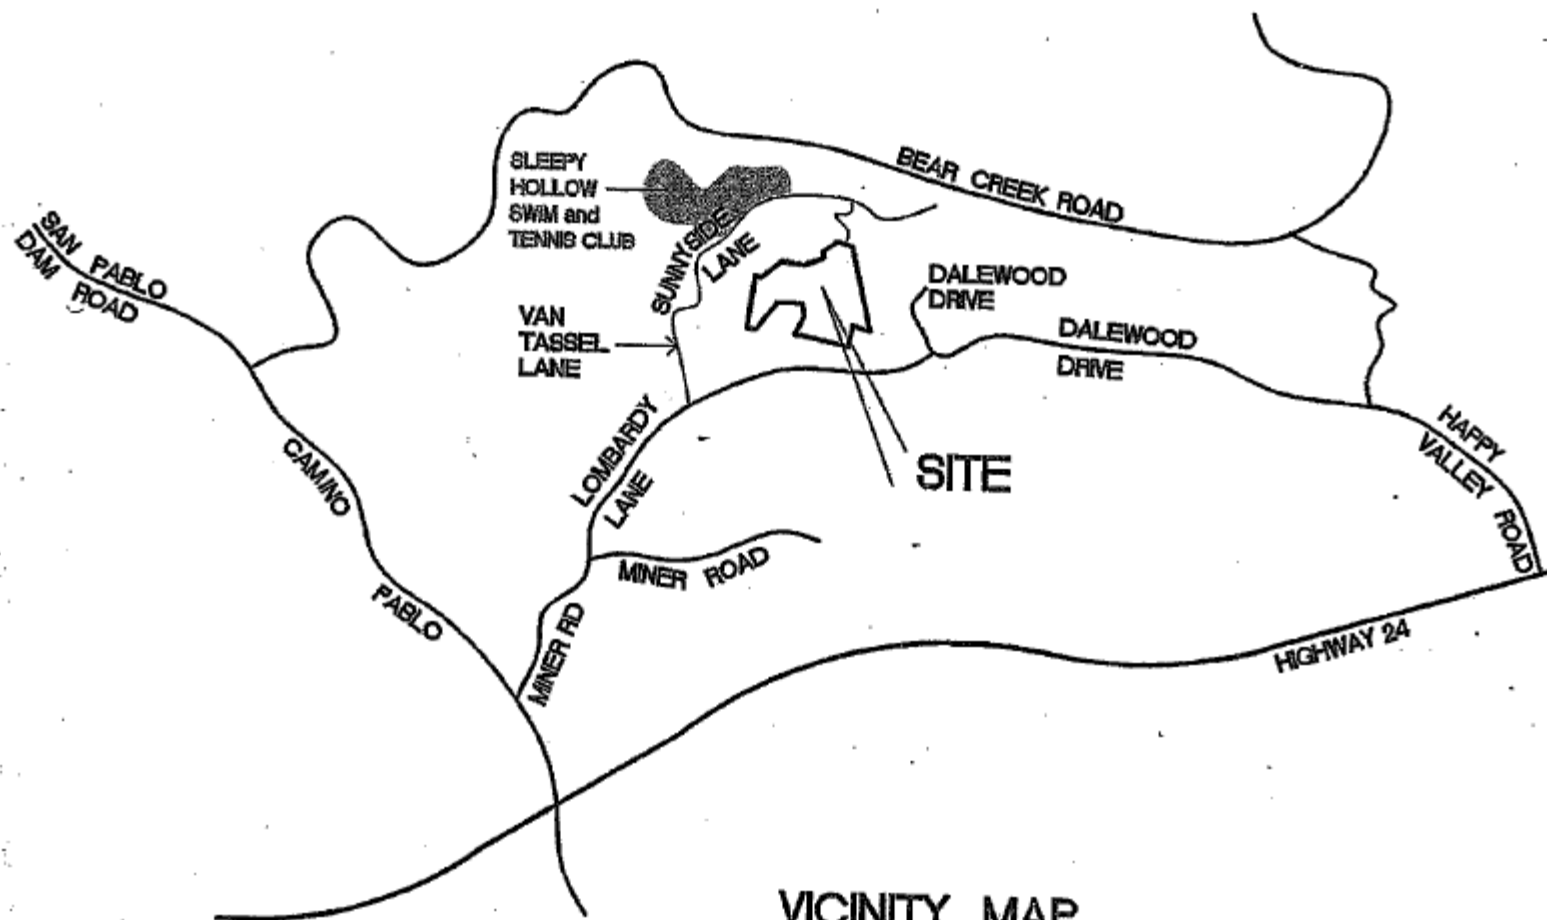 BEAR CREEK ROAD
SLEEPY
HOLLOW
SWIM and
TENNIS CLUB
SAN PABLO
DAM ROAD
SUNNYSIDE
LANE
DALEWOOD
DRIVE
VAN
TASSEL
LANE
DALEWOOD
DRIVE
LOMBARDY
LANE
HAPPY
VALLEY ROAD
SITE
CAMINO
PABLO
MINER ROAD
MINER RD
HIGHWAY 24
VICINITY MAP